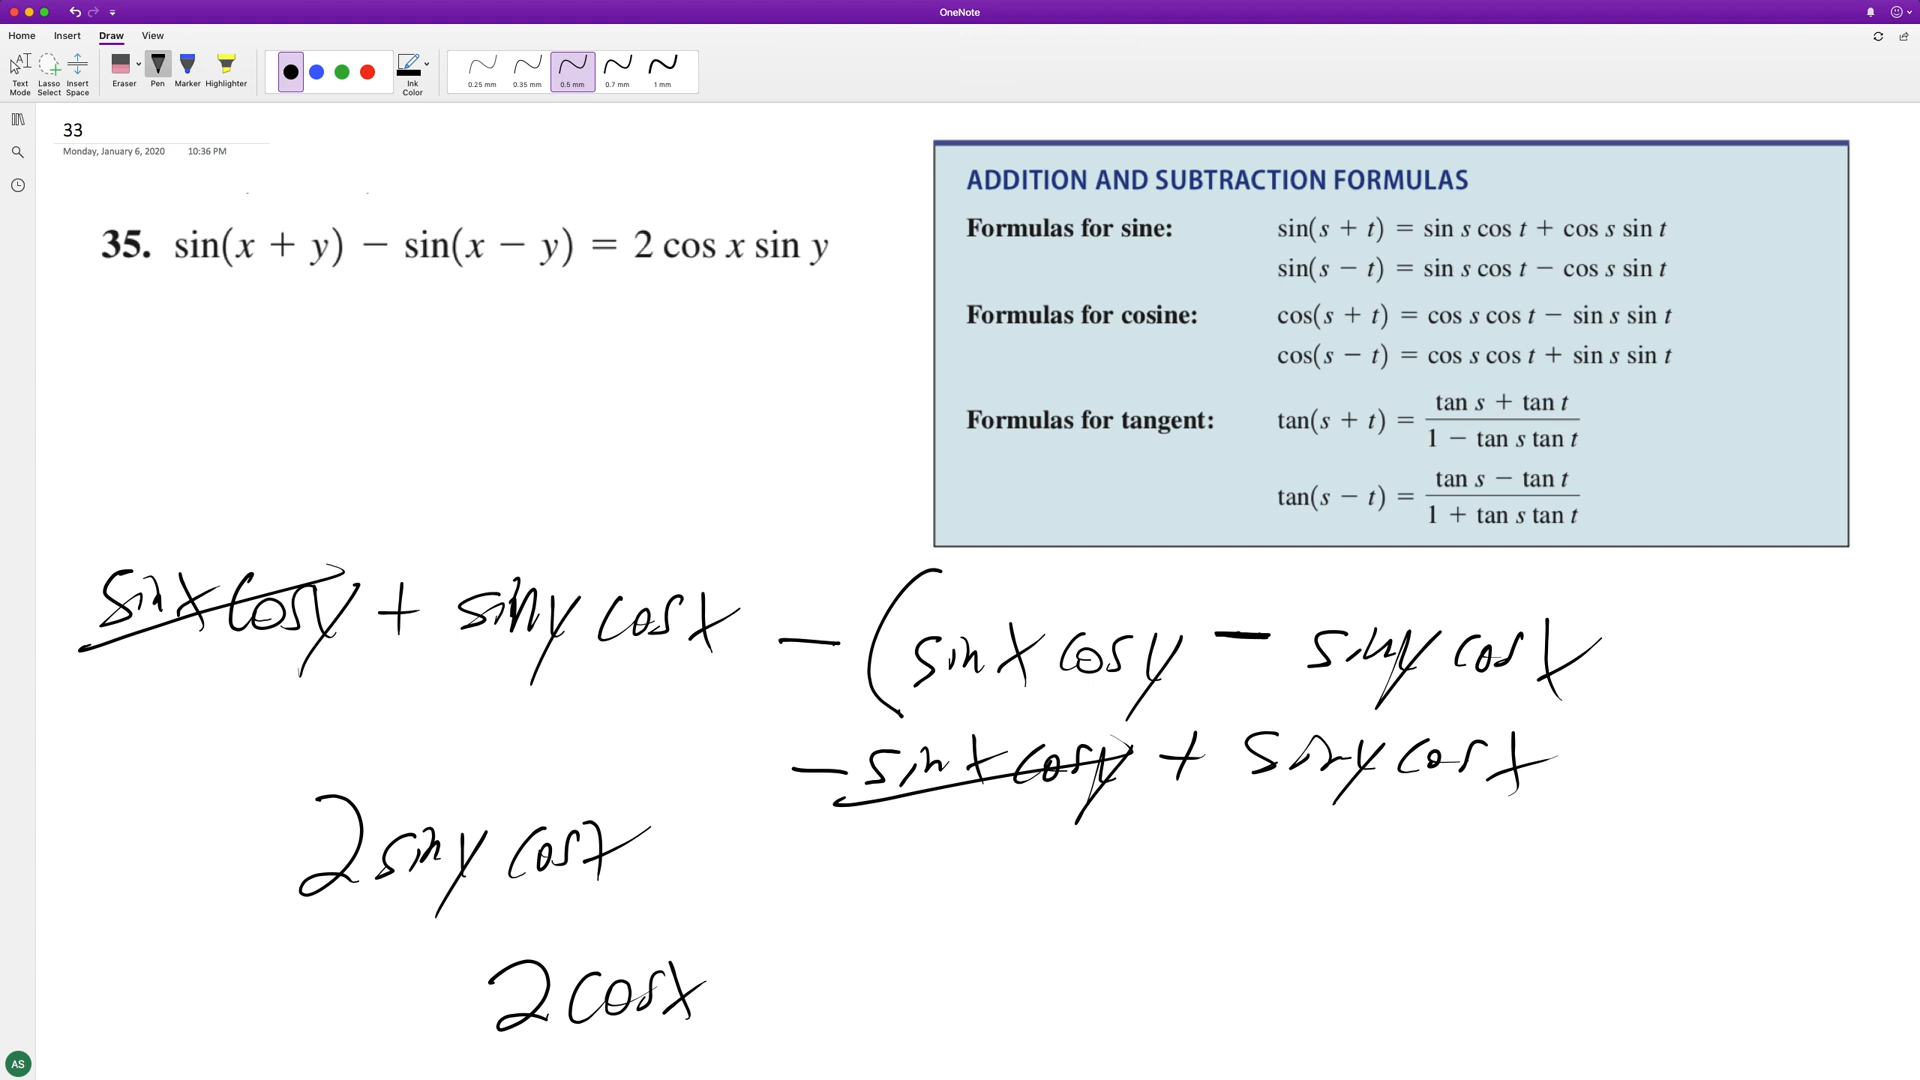 OneNote
Home Insert Draw View
Text Mode Lasso Select Insert Space Eraser Pen Marker Highlighter Ink Color 0.25 mm 0.35 mm 0.5 mm 0.7 mm 1 mm
33
Monday, January 6, 2020 10:36 PM
35. sin(x + y) − sin(x − y) = 2 cos x sin y
ADDITION AND SUBTRACTION FORMULAS
Formulas for sine: sin(s + t) = sin s cos t + cos s sin t
sin(s − t) = sin s cos t − cos s sin t
Formulas for cosine: cos(s + t) = cos s cos t − sin s sin t
cos(s − t) = cos s cos t + sin s sin t
Formulas for tangent: tan(s + t) = (tan s + tan t)/(1 − tan s tan t)
tan(s − t) = (tan s − tan t)/(1 + tan s tan t)
sinx cosy + siny cosx − (sinx cosy − siny cosx
− sinx cosy + siny cosx
2 siny cosx
2 cosx
AS